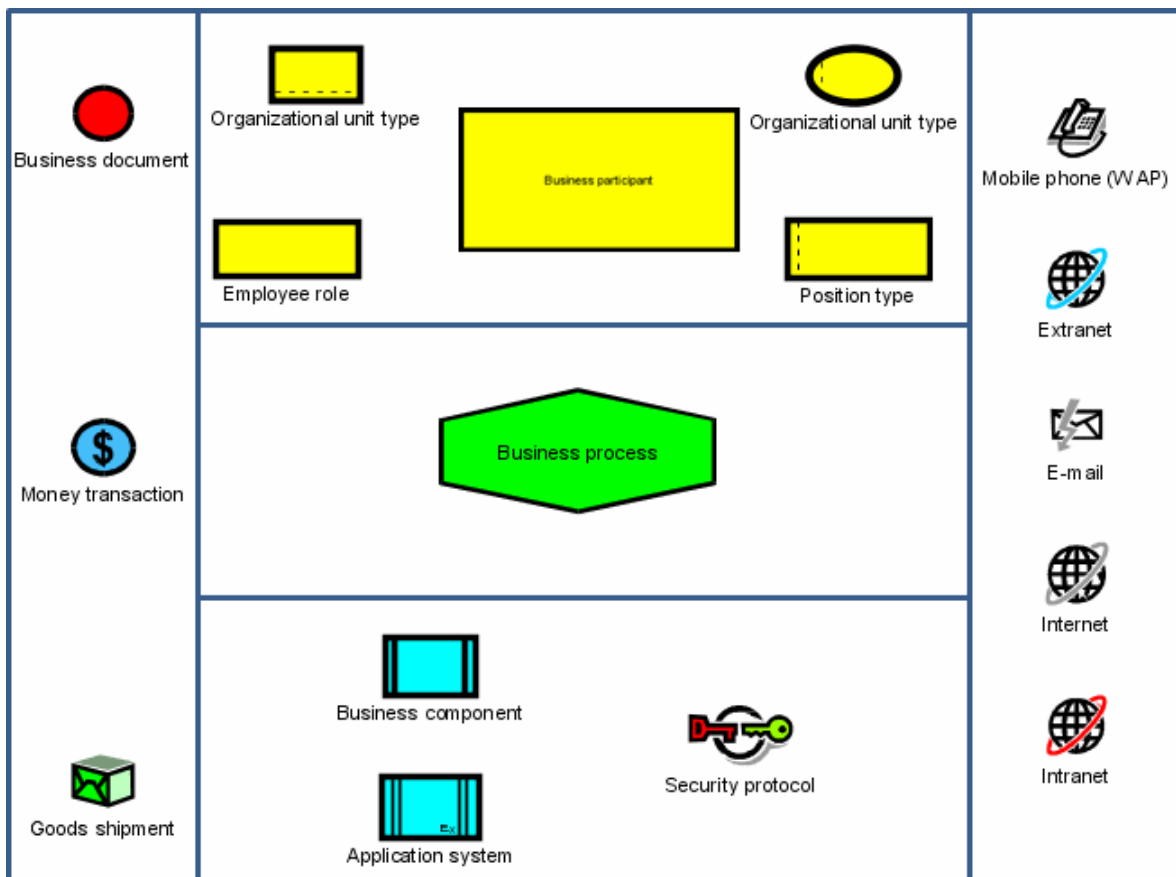 Business document
Money transaction
$
Goods shipment
Organizational unit type
Organizational unit type
Business participant
Employee role
Position type
Business process
Business component
Ex
Application system
Security protocol
Mobile phone (WAP)
Extranet
E-mail
Internet
Intranet